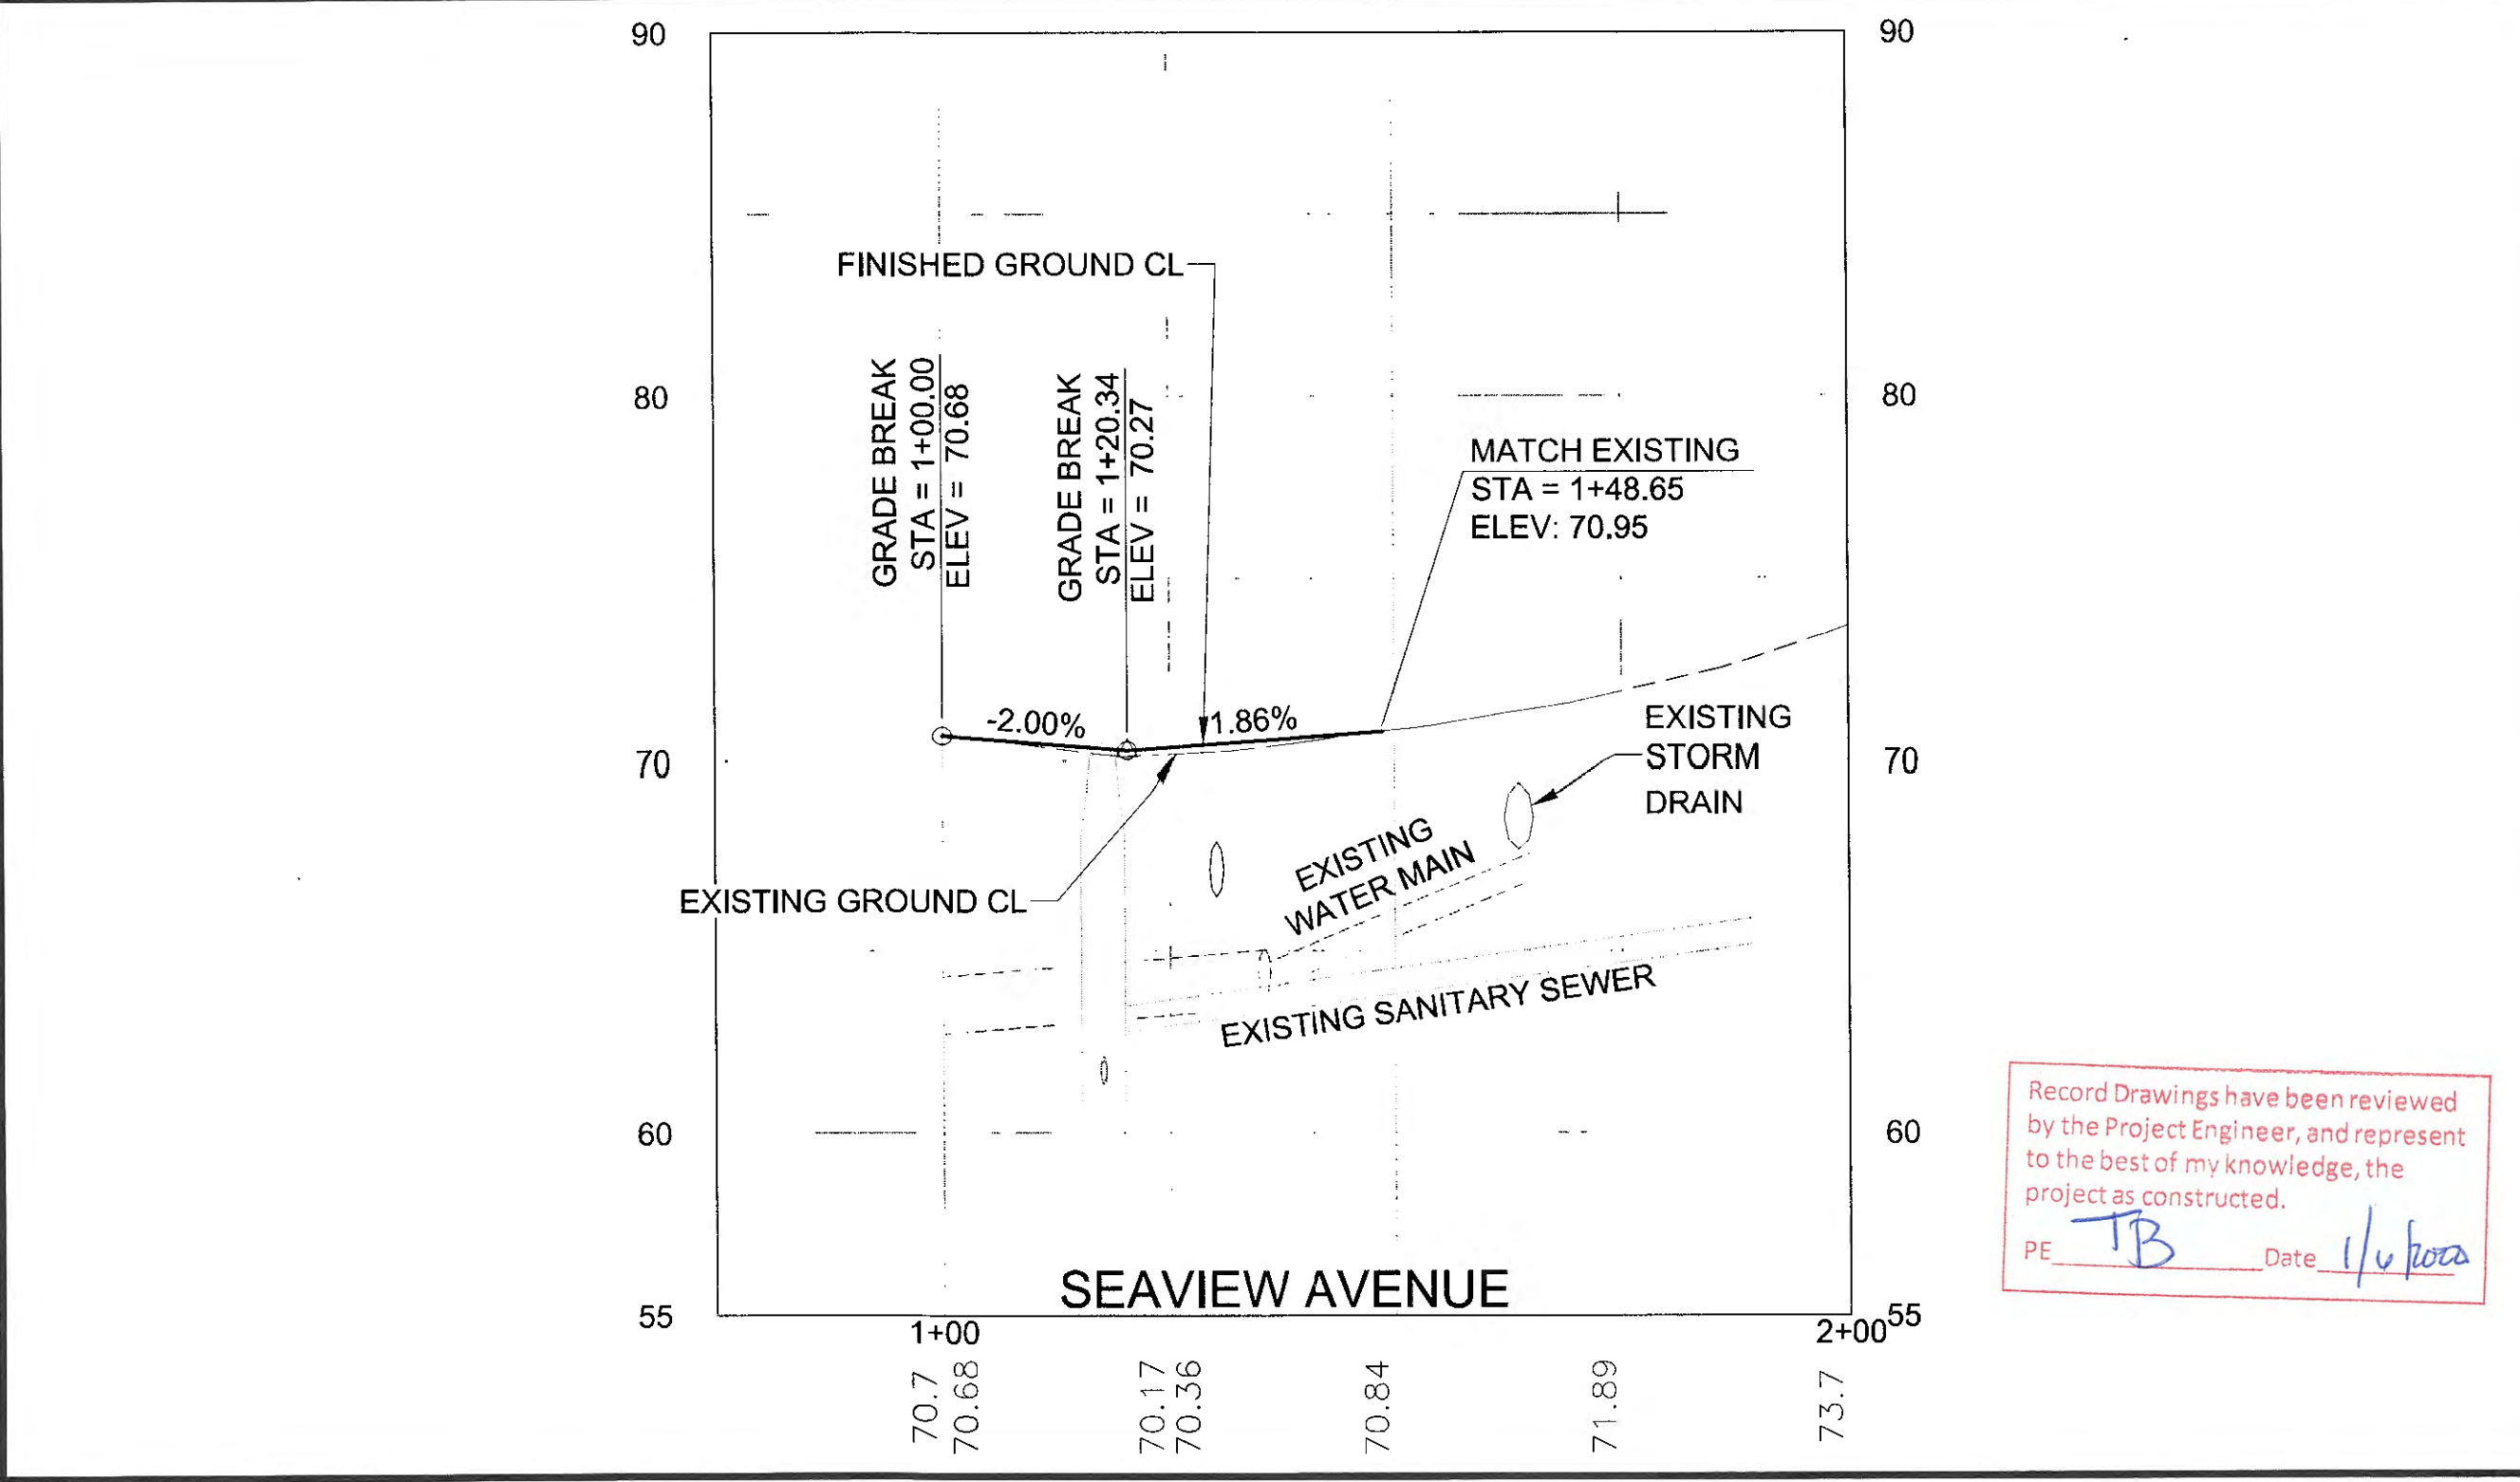 90
90
FINISHED GROUND CL
GRADE BREAK
STA = 1+00.00
ELEV = 70.68
GRADE BREAK
STA = 1+20.34
ELEV = 70.27
80
80
MATCH EXISTING
STA = 1+48.65
ELEV: 70.95
-2.00%
1.86%
70
70
EXISTING
STORM
DRAIN
EXISTING
WATER MAIN
EXISTING GROUND CL
EXISTING SANITARY SEWER
60
60
Record Drawings have been reviewed
by the Project Engineer, and represent
to the best of my knowledge, the
project as constructed.
PE TB Date
SEAVIEW AVENUE
55
55
1+00
2+00
70.7
70.68
70.17
70.36
70.84
71.89
73.7